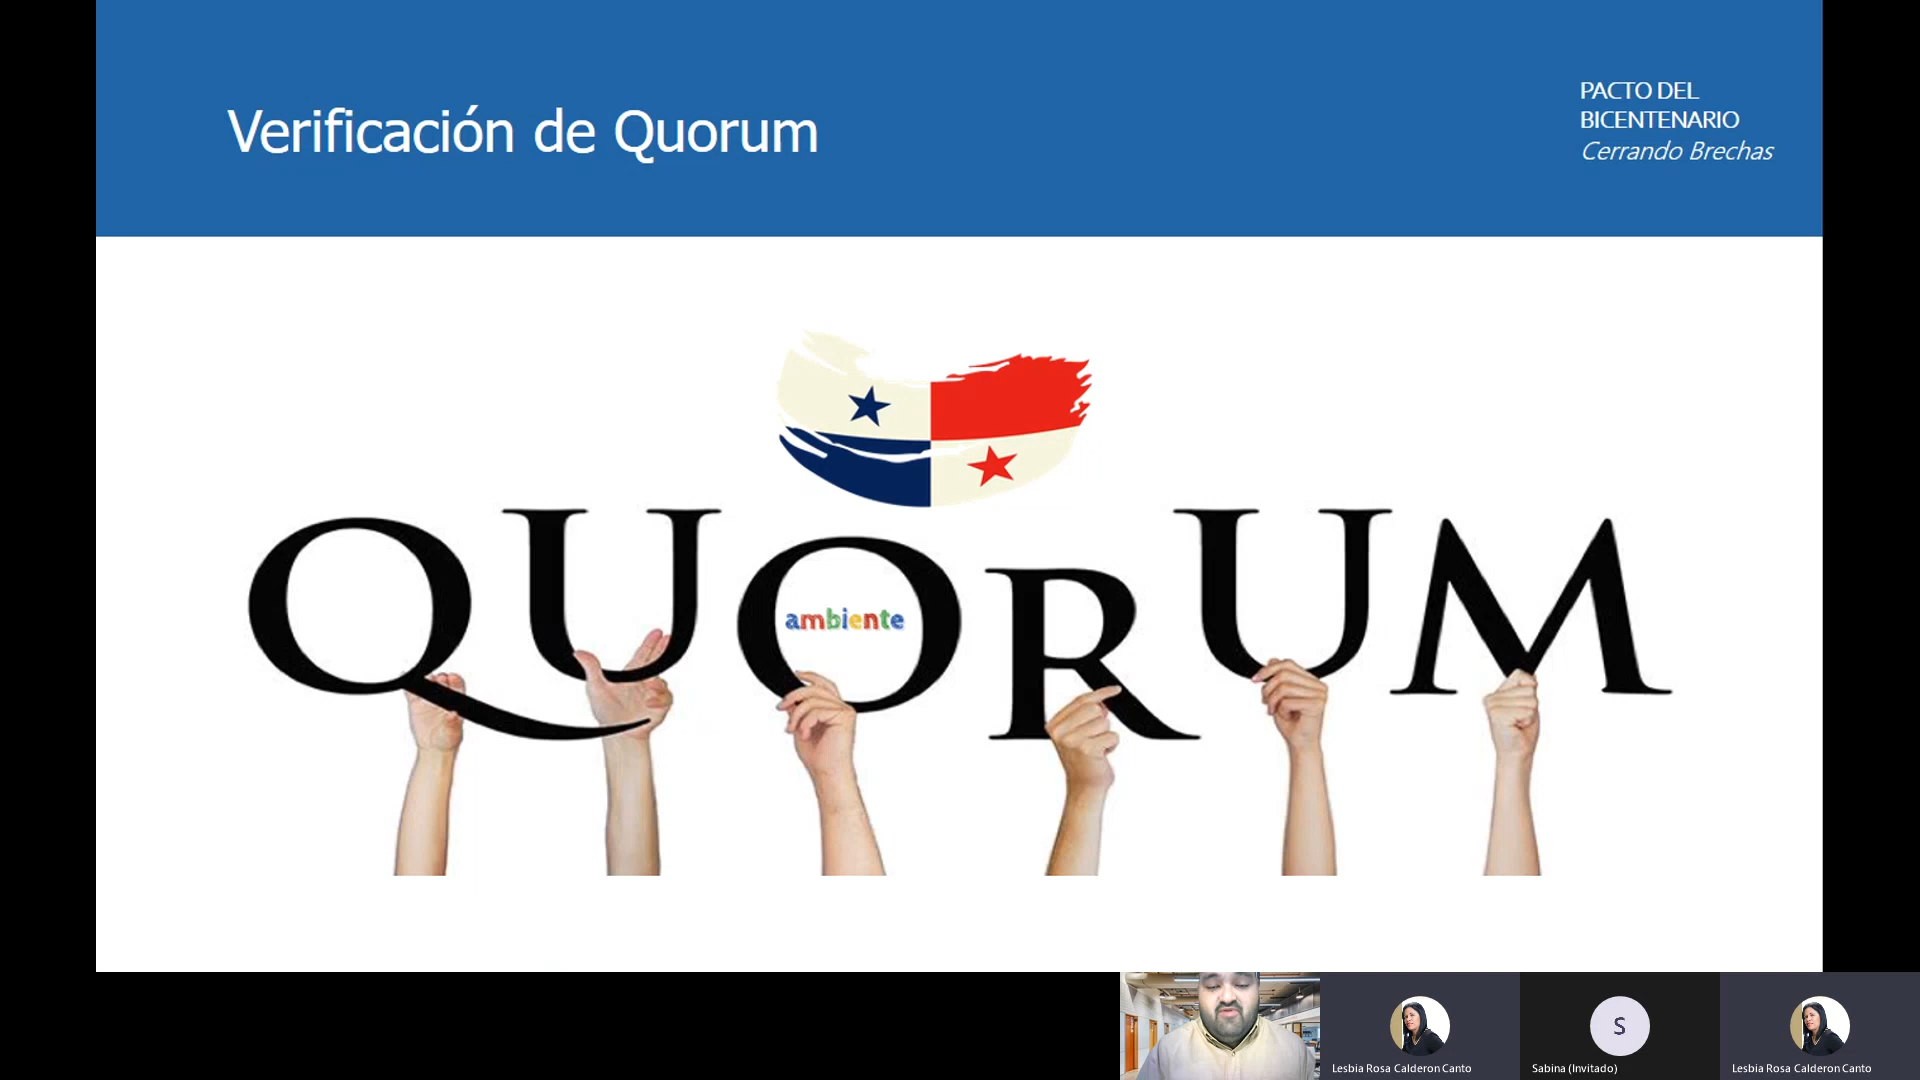 Verificación de Quorum
PACTO DEL
BICENTENARIO
Cerrando Brechas
QUORUM
ambiente
S
Lesbia Rosa Calderon Canto
Sabina (Invitado)
Lesbia Rosa Calderon Canto